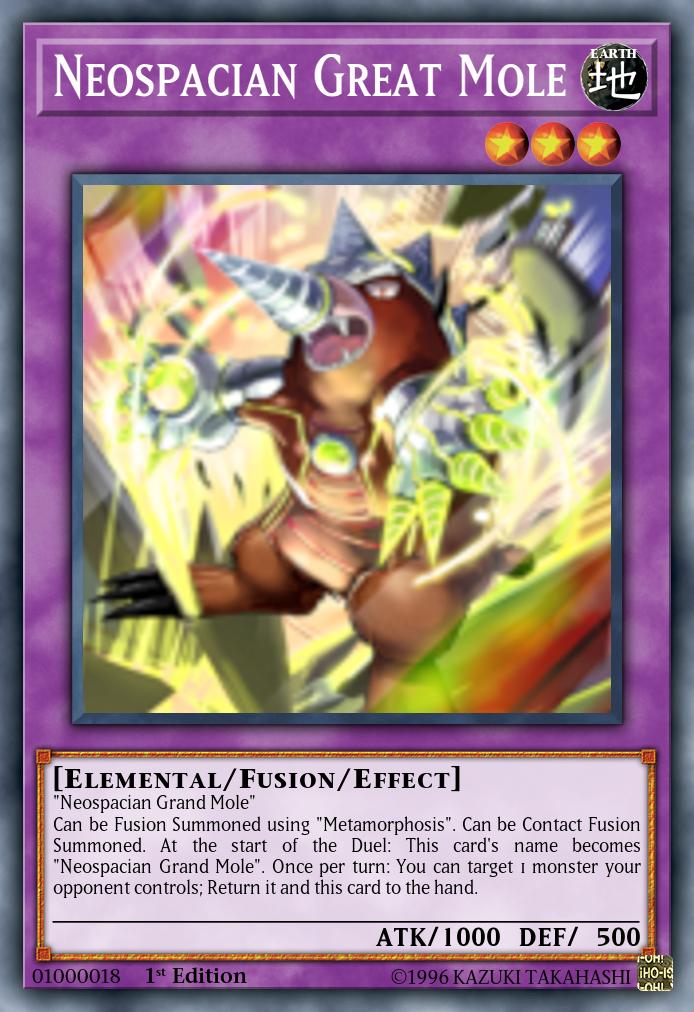 NEOSPACIAN GREAT MOLE
EARTH
地
[ELEMENTAL/FUSION/EFFECT]
"Neospacian Grand Mole"
Can be Fusion Summoned using "Metamorphosis". Can be Contact Fusion
Summoned. At the start of the Duel: This card's name becomes
"Neospacian Grand Mole". Once per turn: You can target 1 monster your
opponent controls; Return it and this card to the hand.
ATK/1000 DEF/ 500
01000018 1st Edition ©1996 KAZUKI TAKAHASHI